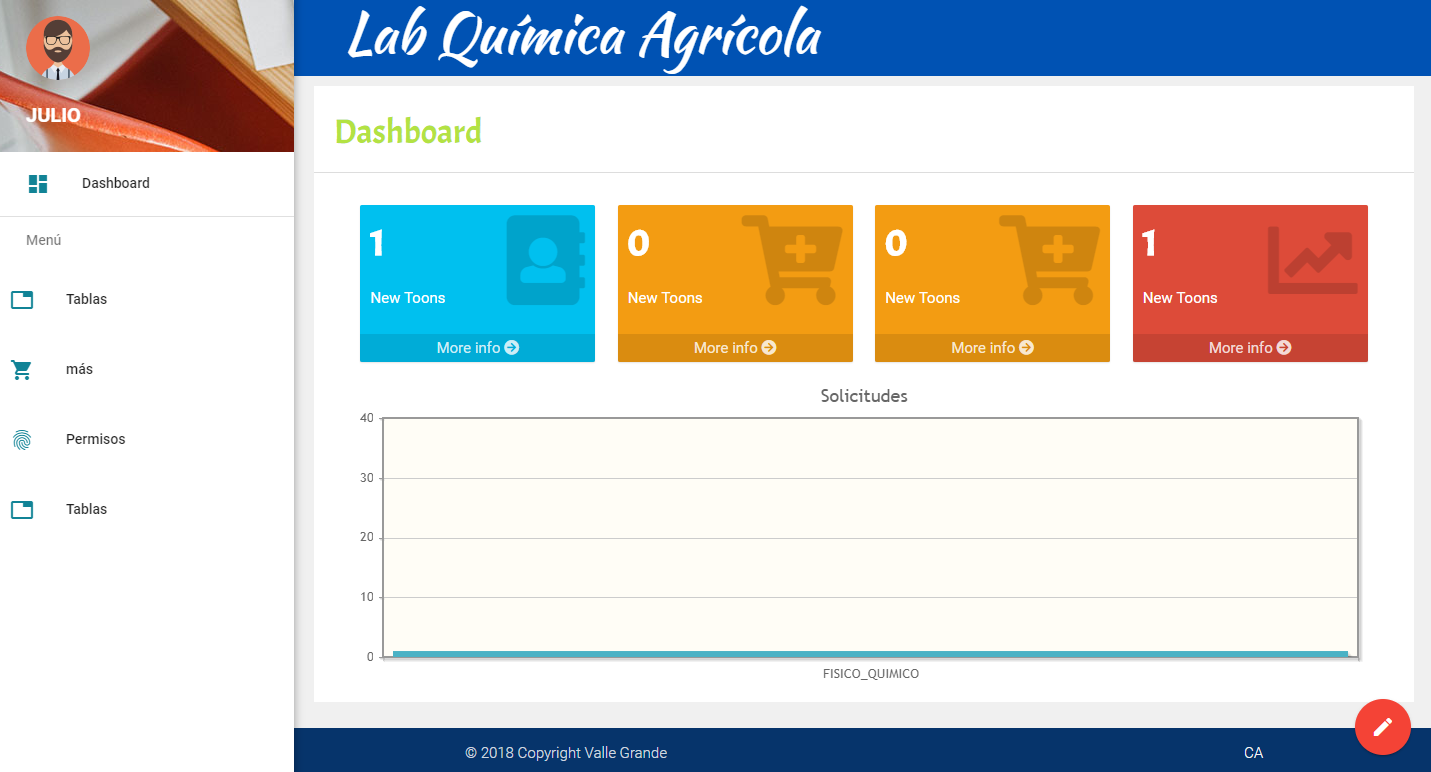 Lab Química Agrícola
JULIO
Dashboard
Menú
Tablas
más
Permisos
Tablas
Dashboard
1
New Toons
More info
0
New Toons
More info
0
New Toons
More info
1
New Toons
More info
Solicitudes
40
30
20
10
0
FISICO_QUIMICO
© 2018 Copyright Valle Grande
CA